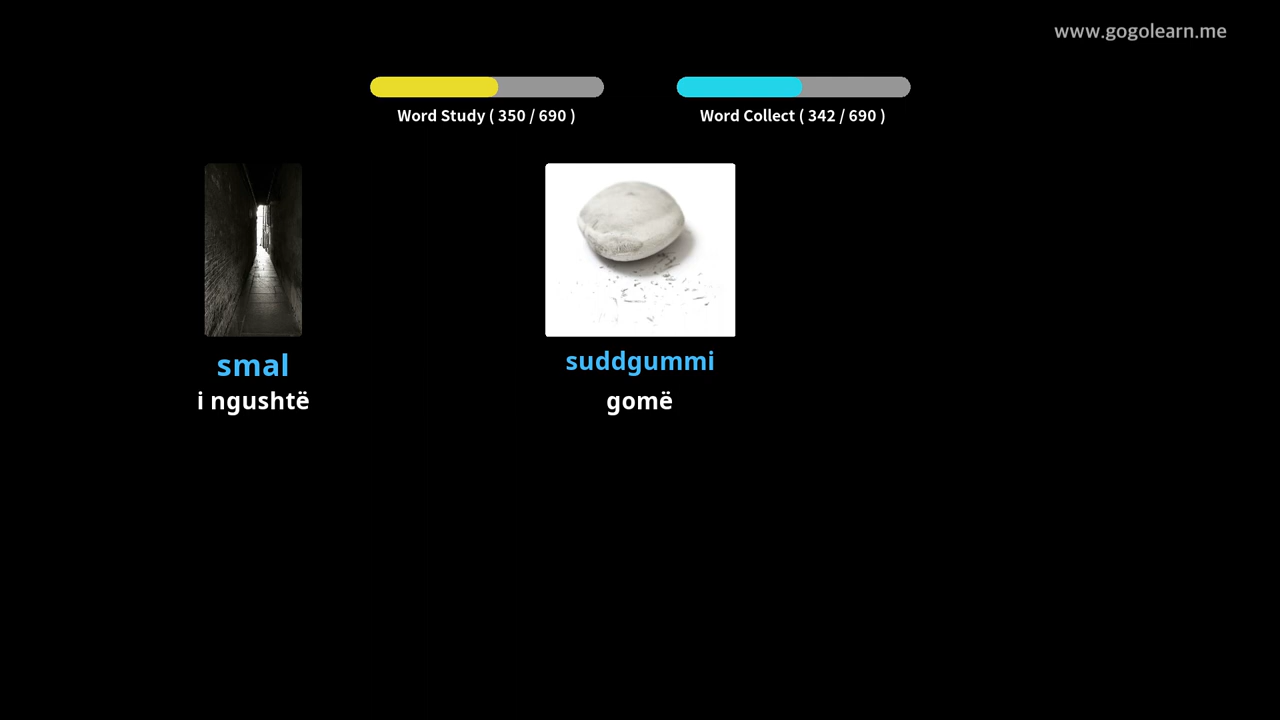 www.gogolearn.me
Word Study ( 350 / 690 )
Word Collect ( 342 / 690 )
smal
i ngushtë
suddgummi
gomë